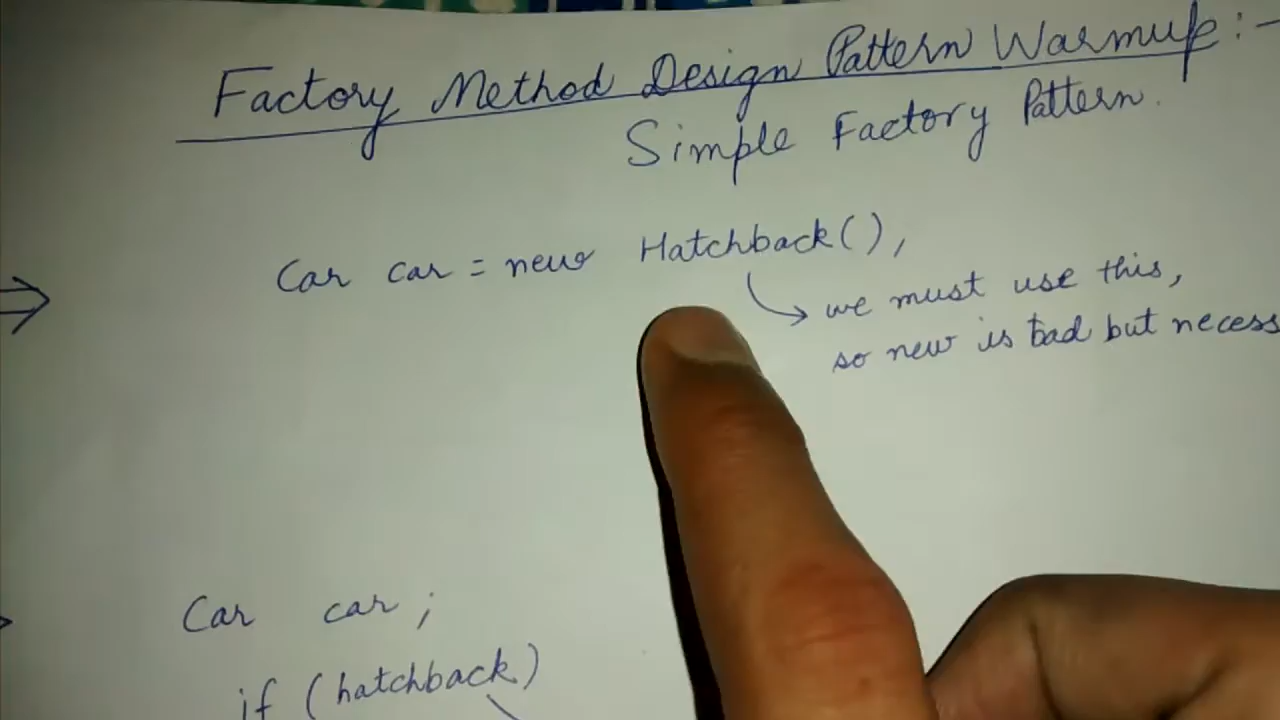 Factory Method Design Pattern Warmup :-
Simple Factory Pattern.
⇒ Car car = new Hatchback(),
we must use this,
so new is bad but necess
Car car ;
if (hatchback)